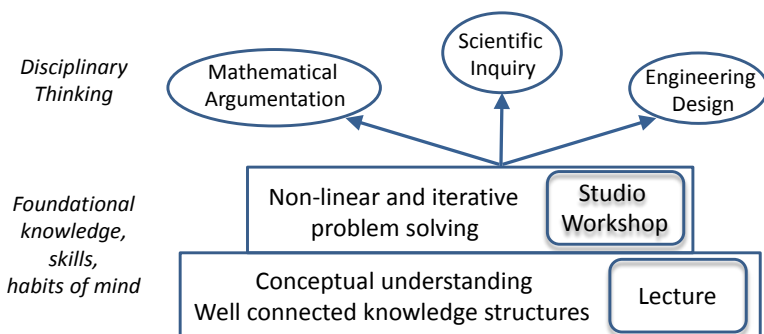 Disciplinary
Thinking
Mathematical
Argumentation
Scientific
Inquiry
Engineering
Design
Foundational
knowledge,
skills,
habits of mind
Non-linear and iterative
problem solving
Studio
Workshop
Conceptual understanding
Well connected knowledge structures
Lecture